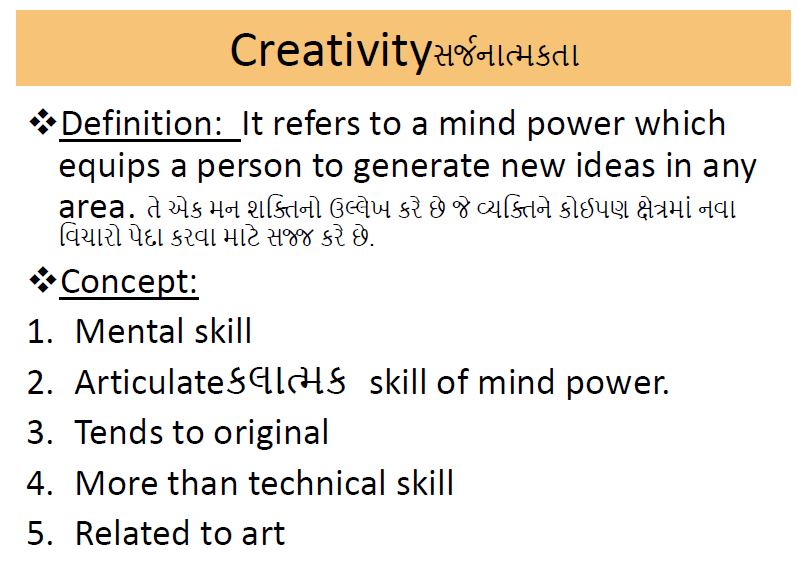 Creativityસર્જનાત્મકતા
❖Definition: It refers to a mind power which
equips a person to generate new ideas in any
area. તે એક મન શક્તિનો ઉલ્લેખ કરે છે જે વ્યક્તિને કોઈપણ ક્ષેત્રમાં નવા
વિચારો પેદા કરવા માટે સજ્જ કરે છે.
❖Concept:
1. Mental skill
2. Articulateકલાત્મક skill of mind power.
3. Tends to original
4. More than technical skill
5. Related to art